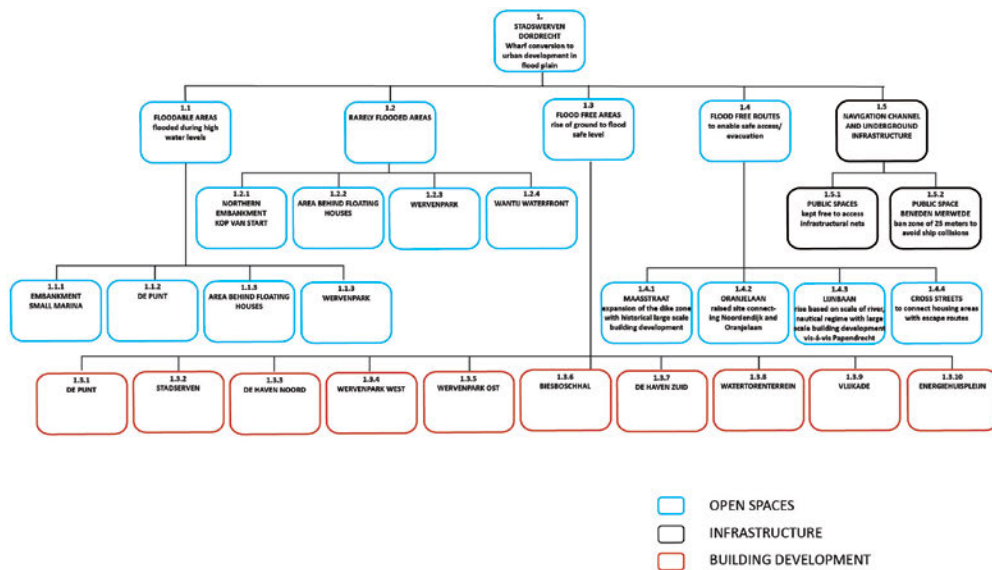 1.
STADSWERVEN
DORDRECHT
Wharf conversion to
urban development in
flood plain
1.1
FLOODABLE AREAS
flooded during high
water levels
1.2
RARELY FLOODED AREAS
1.3
FLOOD FREE AREAS
rise of ground to flood
safe level
1.4
FLOOD FREE ROUTES
to enable safe access/
evacuation
1.5
NAVIGATION CHANNEL
AND UNDERGROUND
INFRASTRUCTURE
1.2.1
NORTHERN
EMBANKMENT
KOP VAN START
1.2.2
AREA BEHIND FLOATING
HOUSES
1.2.3
WERVENPARK
1.2.4
WANTIJ WATERFRONT
1.5.1
PUBLIC SPACES
kept free to access
infrastructural nets
1.5.2
PUBLIC SPACE
BENEDEN MERWEDE
ban zone of 25 meters to
avoid ship collisions
1.1.1
EMBANKMENT
SMALL MARINA
1.1.2
DE PUNT
1.1.3
AREA BEHIND FLOATING
HOUSES
1.1.3
WERVENPARK
1.4.1
MAASSTRAAT
expansion of the dike zone
with historical large scale
building development
1.4.2
ORANJELAAN
raised site connect-
ing Noordendijk and
Oranjelaan
1.4.3
LIJNBAAN
rise based on scale of river,
nautical regime with large
scale building development
vis-á-vis Papendrecht
1.4.4
CROSS STREETS
to connect housing areas
with escape routes
1.3.1
DE PUNT
1.3.2
STADSERVEN
1.3.3
DE HAVEN NOORD
1.3.4
WERVENPARK WEST
1.3.5
WERVENPARK OST
1.3.6
BIESBOSCHHAL
1.3.7
DE HAVEN ZUID
1.3.8
WATERTORENTERREIN
1.3.9
VLIJKADE
1.3.10
ENERGIEHUISPLEIJN
OPEN SPACES
INFRASTRUCTURE
BUILDING DEVELOPMENT